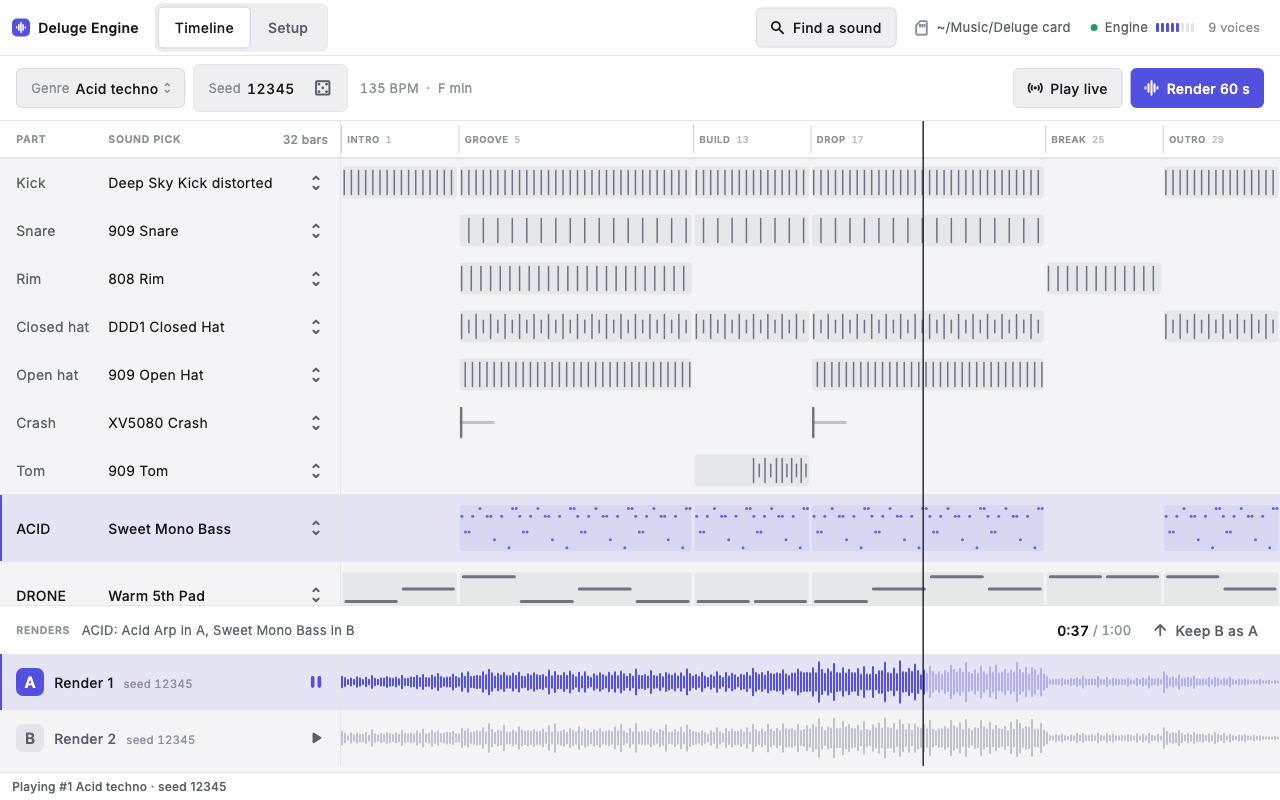 Deluge Engine Timeline Setup Find a sound ~/Music/Deluge card Engine 9 voices
Genre Acid techno Seed 12345 135 BPM · F min Play live Render 60 s
PART SOUND PICK 32 bars INTRO 1 GROOVE 5 BUILD 13 DROP 17 BREAK 25 OUTRO 29
Kick Deep Sky Kick distorted
Snare 909 Snare
Rim 808 Rim
Closed hat DDD1 Closed Hat
Open hat 909 Open Hat
Crash XV5080 Crash
Tom 909 Tom
ACID Sweet Mono Bass
DRONE Warm 5th Pad
RENDERS ACID: Acid Arp in A, Sweet Mono Bass in B 0:37 / 1:00 Keep B as A
A Render 1 seed 12345
B Render 2 seed 12345
Playing #1 Acid techno · seed 12345